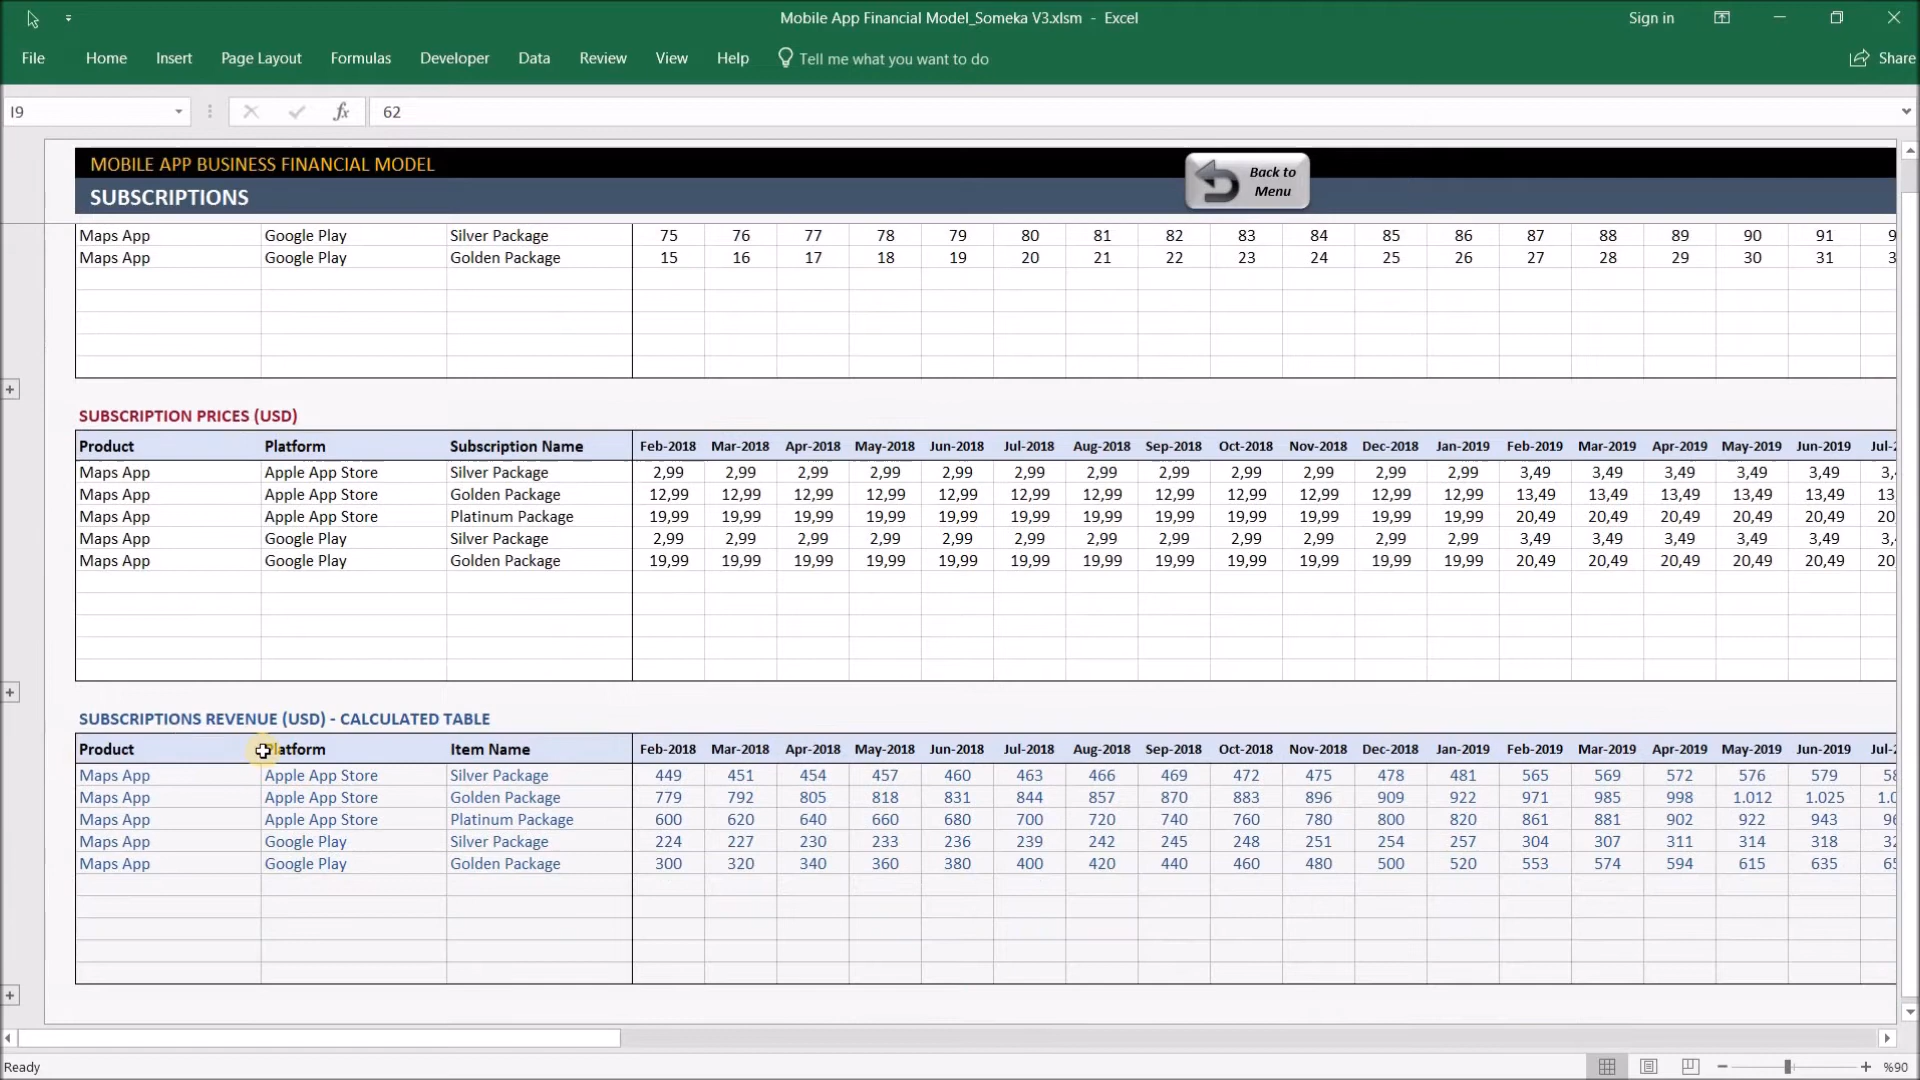 Mobile App Financial Model_Someka V3.xlsm - Excel
Sign in
File Home Insert Page Layout Formulas Developer Data Review View Help Tell me what you want to do Share
I9 fx 62
MOBILE APP BUSINESS FINANCIAL MODEL
SUBSCRIPTIONS
Back to
Menu
Maps App Google Play Silver Package 75 76 77 78 79 80 81 82 83 84 85 86 87 88 89 90 91 9
Maps App Google Play Golden Package 15 16 17 18 19 20 21 22 23 24 25 26 27 28 29 30 31 3
SUBSCRIPTION PRICES (USD)
Product Platform Subscription Name Feb-2018 Mar-2018 Apr-2018 May-2018 Jun-2018 Jul-2018 Aug-2018 Sep-2018 Oct-2018 Nov-2018 Dec-2018 Jan-2019 Feb-2019 Mar-2019 Apr-2019 May-2019 Jun-2019 Jul-2
Maps App Apple App Store Silver Package 2,99 2,99 2,99 2,99 2,99 2,99 2,99 2,99 2,99 2,99 2,99 2,99 3,49 3,49 3,49 3,49 3,49 3,4
Maps App Apple App Store Golden Package 12,99 12,99 12,99 12,99 12,99 12,99 12,99 12,99 12,99 12,99 12,99 12,99 13,49 13,49 13,49 13,49 13,49 13,
Maps App Apple App Store Platinum Package 19,99 19,99 19,99 19,99 19,99 19,99 19,99 19,99 19,99 19,99 19,99 19,99 20,49 20,49 20,49 20,49 20,49 20,
Maps App Google Play Silver Package 2,99 2,99 2,99 2,99 2,99 2,99 2,99 2,99 2,99 2,99 2,99 2,99 3,49 3,49 3,49 3,49 3,49 3,4
Maps App Google Play Golden Package 19,99 19,99 19,99 19,99 19,99 19,99 19,99 19,99 19,99 19,99 19,99 19,99 20,49 20,49 20,49 20,49 20,49 20,
SUBSCRIPTIONS REVENUE (USD) - CALCULATED TABLE
Product Platform Item Name Feb-2018 Mar-2018 Apr-2018 May-2018 Jun-2018 Jul-2018 Aug-2018 Sep-2018 Oct-2018 Nov-2018 Dec-2018 Jan-2019 Feb-2019 Mar-2019 Apr-2019 May-2019 Jun-2019 Jul-2
Maps App Apple App Store Silver Package 449 451 454 457 460 463 466 469 472 475 478 481 565 569 572 576 579 58
Maps App Apple App Store Golden Package 779 792 805 818 831 844 857 870 883 896 909 922 971 985 998 1.012 1.025 1.0
Maps App Apple App Store Platinum Package 600 620 640 660 680 700 720 740 760 780 800 820 861 881 902 922 943 96
Maps App Google Play Silver Package 224 227 230 233 236 239 242 245 248 251 254 257 304 307 311 314 318 32
Maps App Google Play Golden Package 300 320 340 360 380 400 420 440 460 480 500 520 553 574 594 615 635 65
Ready %90